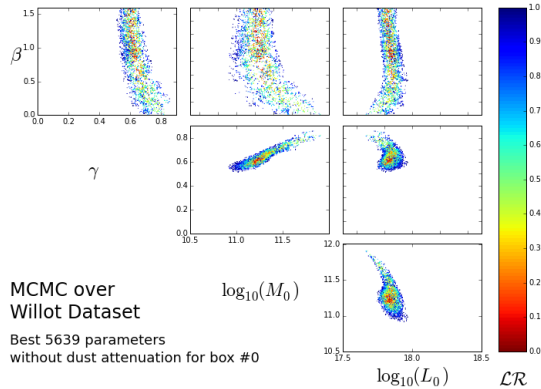 β
1.5
1.0
0.5
0.0
0.0 0.2 0.4 0.6 0.8
γ
0.8
0.6
0.4
0.2
0.0
10.5 11.0 11.5
12.0
11.5
11.0
10.5
17.5 18.0 18.5
log₁₀(M₀)
log₁₀(L₀)
MCMC over
Willot Dataset
Best 5639 parameters
without dust attenuation for box #0
1.0
0.9
0.8
0.7
0.6
0.5
0.4
0.3
0.2
0.1
0.0
ℒℛ